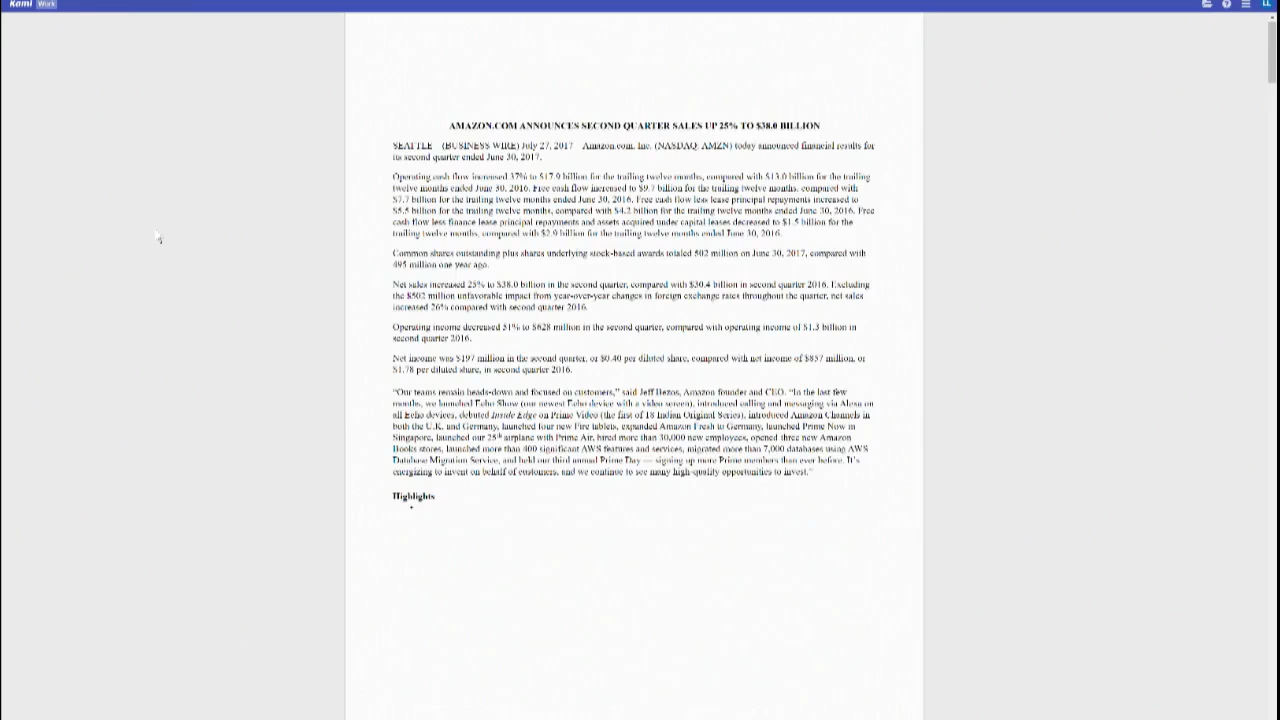 Kami Work
LL
AMAZON.COM ANNOUNCES SECOND QUARTER SALES UP 25% TO $38.0 BILLION
SEATTLE (BUSINESS WIRE) July 27, 2017 Amazon.com, Inc. (NASDAQ: AMZN) today announced financial results for
its second quarter ended June 30, 2017.
Operating cash flow increased 37% to $17.9 billion for the trailing twelve months, compared with $13.0 billion for the trailing
twelve months ended June 30, 2016. Free cash flow increased to $9.7 billion for the trailing twelve months, compared with
$7.7 billion for the trailing twelve months ended June 30, 2016. Free cash flow less lease principal repayments increased to
$5.5 billion for the trailing twelve months, compared with $4.2 billion for the trailing twelve months ended June 30, 2016. Free
cash flow less finance lease principal repayments and assets acquired under capital leases decreased to $1.5 billion for the
trailing twelve months, compared with $2.9 billion for the trailing twelve months ended June 30, 2016.
Common shares outstanding plus shares underlying stock-based awards totaled 502 million on June 30, 2017, compared with
495 million one year ago.
Net sales increased 25% to $38.0 billion in the second quarter, compared with $30.4 billion in second quarter 2016. Excluding
the $502 million unfavorable impact from year-over-year changes in foreign exchange rates throughout the quarter, net sales
increased 26% compared with second quarter 2016.
Operating income decreased 51% to $628 million in the second quarter, compared with operating income of $1.3 billion in
second quarter 2016.
Net income was $197 million in the second quarter, or $0.40 per diluted share, compared with net income of $857 million, or
$1.78 per diluted share, in second quarter 2016.
“Our teams remain heads-down and focused on customers,” said Jeff Bezos, Amazon founder and CEO. “In the last few
months, we launched Echo Show (our newest Echo device with a video screen), introduced calling and messaging via Alexa on
all Echo devices, debuted Inside Edge on Prime Video (the first of 18 Indian Original Series), introduced Amazon Channels in
both the U.K. and Germany, launched four new Fire tablets, expanded Amazon Fresh to Germany, launched Prime Now in
Singapore, launched our 25th airplane with Prime Air, hired more than 30,000 new employees, opened three new Amazon
Books stores, launched more than 400 significant AWS features and services, migrated more than 7,000 databases using AWS
Database Migration Service, and held our third annual Prime Day — signing up more Prime members than ever before. It's
energizing to invent on behalf of customers, and we continue to see many high-quality opportunities to invest.”
Highlights
•